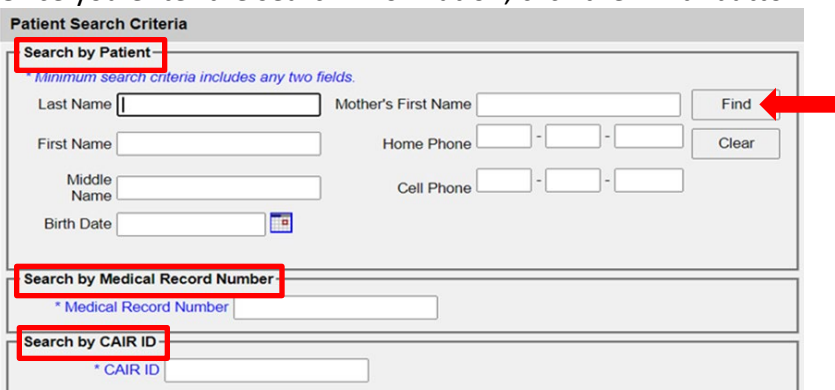 Patient Search Criteria
Search by Patient
* Minimum search criteria includes any two fields.
Last Name
Mother's First Name
Find
First Name
Home Phone - -
Clear
Middle
Name
Cell Phone - -
Birth Date
Search by Medical Record Number
* Medical Record Number
Search by CAIR ID
* CAIR ID